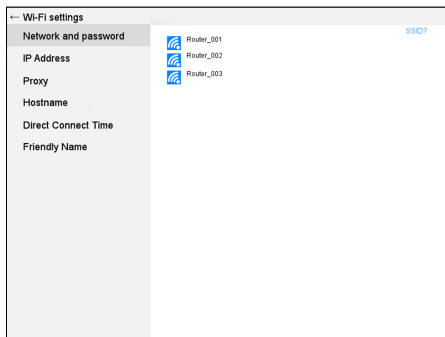 ← Wi-Fi settings
Network and password
IP Address
Proxy
Hostname
Direct Connect Time
Friendly Name
SSID?
Router_001
Router_002
Router_003